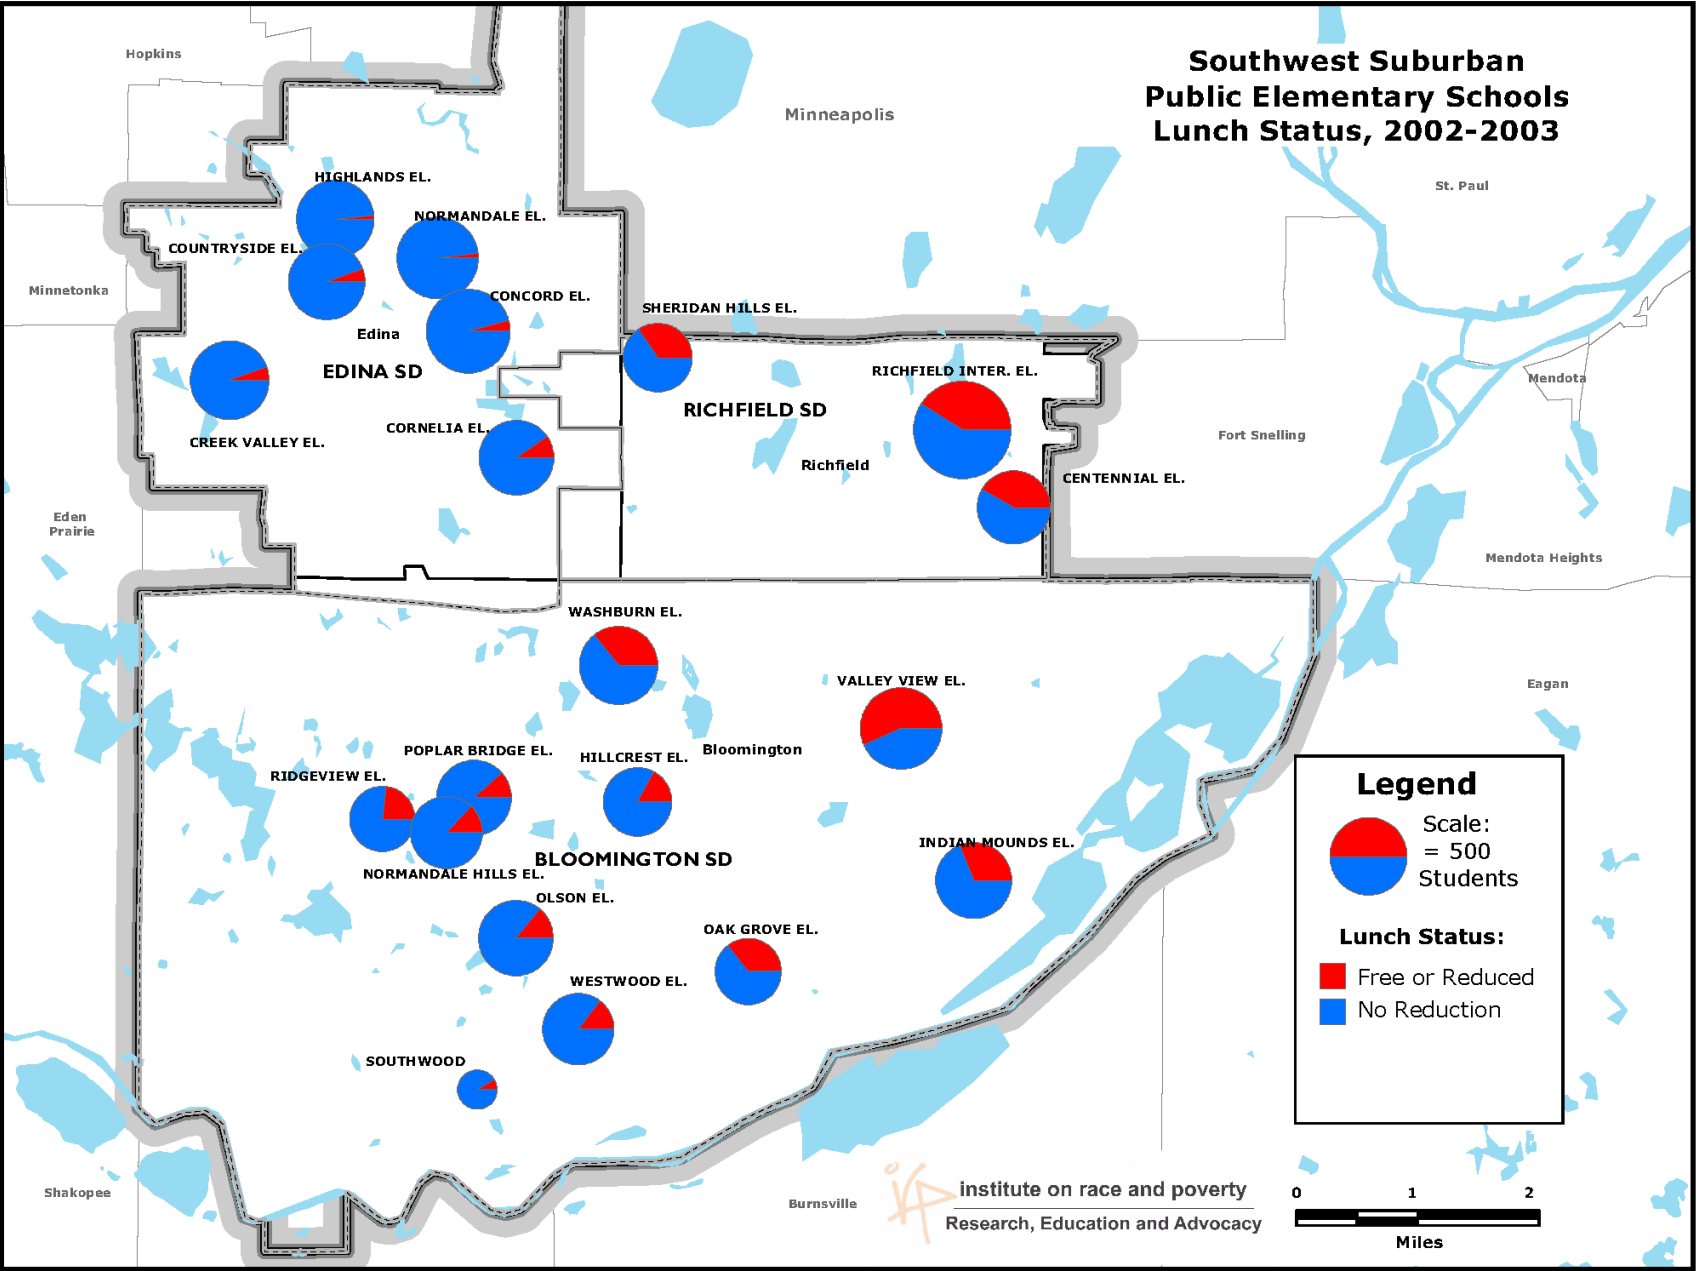 Southwest Suburban
Public Elementary Schools
Lunch Status, 2002-2003
Hopkins
Minneapolis
St. Paul
HIGHLANDS EL.
NORMANDALE EL.
COUNTRYSIDE EL.
Minnetonka
CONCORD EL.
SHERIDAN HILLS EL.
Edina
EDINA SD
RICHFIELD INTER. EL.
Mendota
RICHFIELD SD
CORNELIA EL.
CREEK VALLEY EL.
Fort Snelling
Richfield
CENTENNIAL EL.
Eden
Prairie
Mendota Heights
WASHBURN EL.
VALLEY VIEW EL.
Eagan
POPLAR BRIDGE EL.
Bloomington
HILLCREST EL.
RIDGEVIEW EL.
INDIAN MOUNDS EL.
BLOOMINGTON SD
NORMANDALE HILLS EL.
OLSON EL.
OAK GROVE EL.
WESTWOOD EL.
SOUTHWOOD
Shakopee
Burnsville
Legend
Scale:
= 500
Students
Lunch Status:
Free or Reduced
No Reduction
irp
institute on race and poverty
Research, Education and Advocacy
0 1 2
Miles